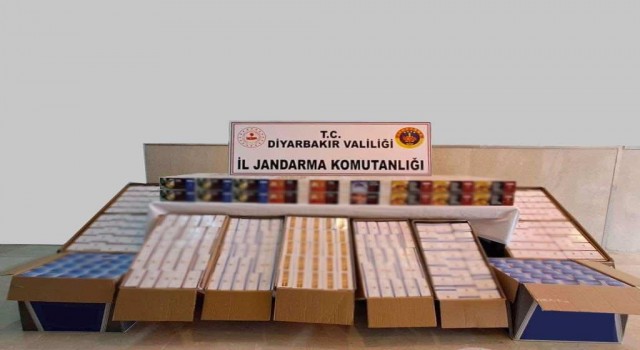 T.C.
DİYARBAKIR VALİLİĞİ
İL JANDARMA KOMUTANLIĞI